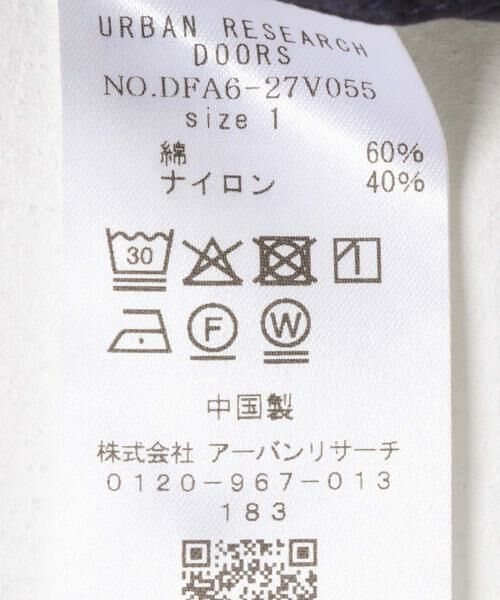 URBAN RESEARCH
DOORS
NO.DFA6-27V055
size 1
綿 60%
ナイロン 40%
30
F W
中国製
株式会社 アーバンリサーチ
0120-967-013
183